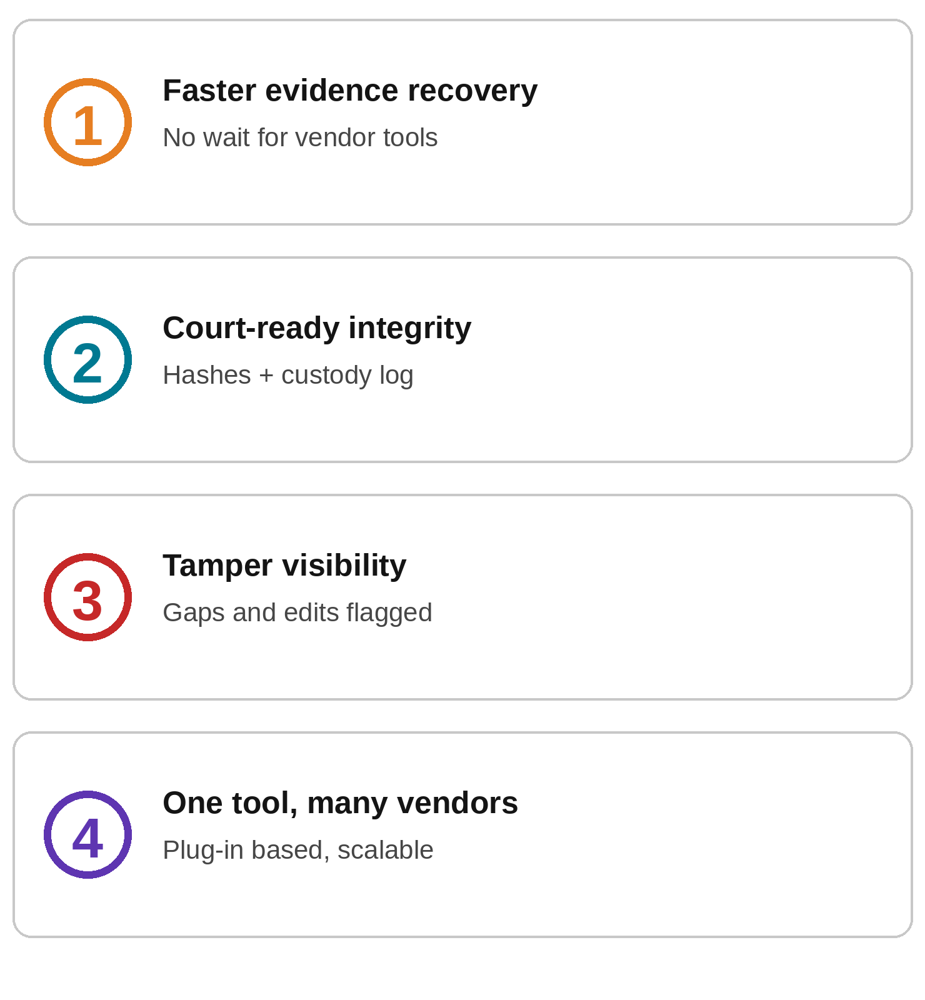 1
Faster evidence recovery
No wait for vendor tools
2
Court-ready integrity
Hashes + custody log
3
Tamper visibility
Gaps and edits flagged
4
One tool, many vendors
Plug-in based, scalable